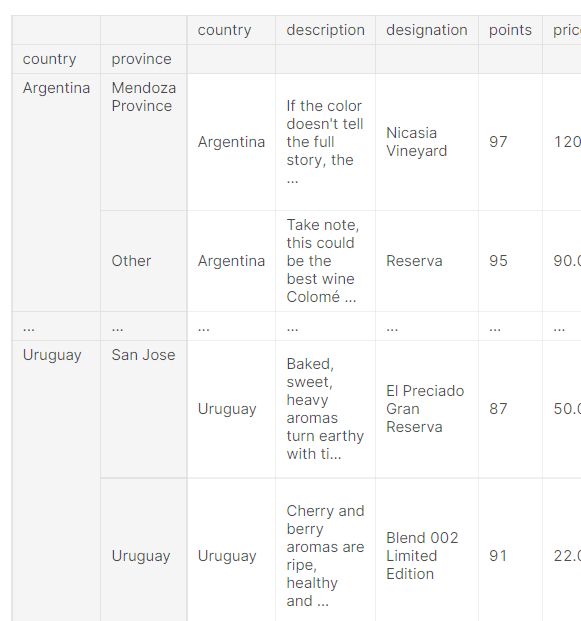 country description designation points pric
country province
Argentina Mendoza Province Argentina If the color doesn't tell the full story, the ... Nicasia Vineyard 97 120
Other Argentina Take note, this could be the best wine Colomé ... Reserva 95 90.0
... ... ... ... ... ... ...
Uruguay San Jose Uruguay Baked, sweet, heavy aromas turn earthy with ti... El Preciado Gran Reserva 87 50.0
Uruguay Uruguay Cherry and berry aromas are ripe, healthy and ... Blend 002 Limited Edition 91 22.0